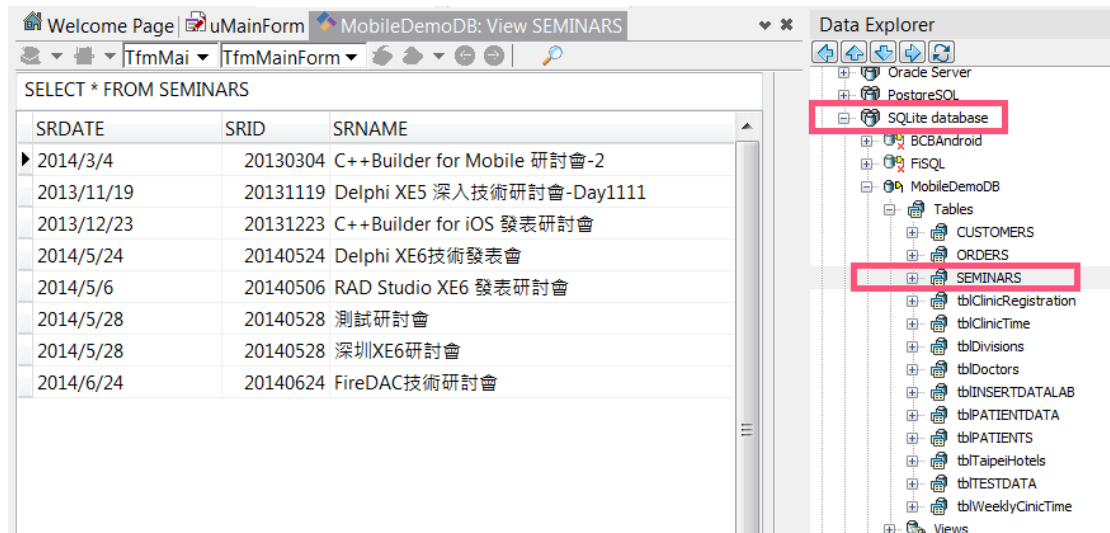 Welcome Page
uMainForm
MobileDemoDB: View SEMINARS
TfmMai
TfmMainForm
SELECT * FROM SEMINARS
SRDATE SRID SRNAME
2014/3/4 20130304 C++Builder for Mobile 研討會-2
2013/11/19 20131119 Delphi XE5 深入技術研討會-Day1111
2013/12/23 20131223 C++Builder for iOS 發表研討會
2014/5/24 20140524 Delphi XE6技術發表會
2014/5/6 20140506 RAD Studio XE6 發表研討會
2014/5/28 20140528 測試研討會
2014/5/28 20140528 深圳XE6研討會
2014/6/24 20140624 FireDAC技術研討會
Data Explorer
Oracle Server
PostgreSQL
SQLite database
BCBAndroid
FiSQL
MobileDemoDB
Tables
CUSTOMERS
ORDERS
SEMINARS
tblClinicRegistration
tblClinicTime
tblDivisions
tblDoctors
tblINSERTDATALAB
tblPATIENTDATA
tblPATIENTS
tblTaipeiHotels
tblTESTDATA
tblWeeklyCinicTime
Views